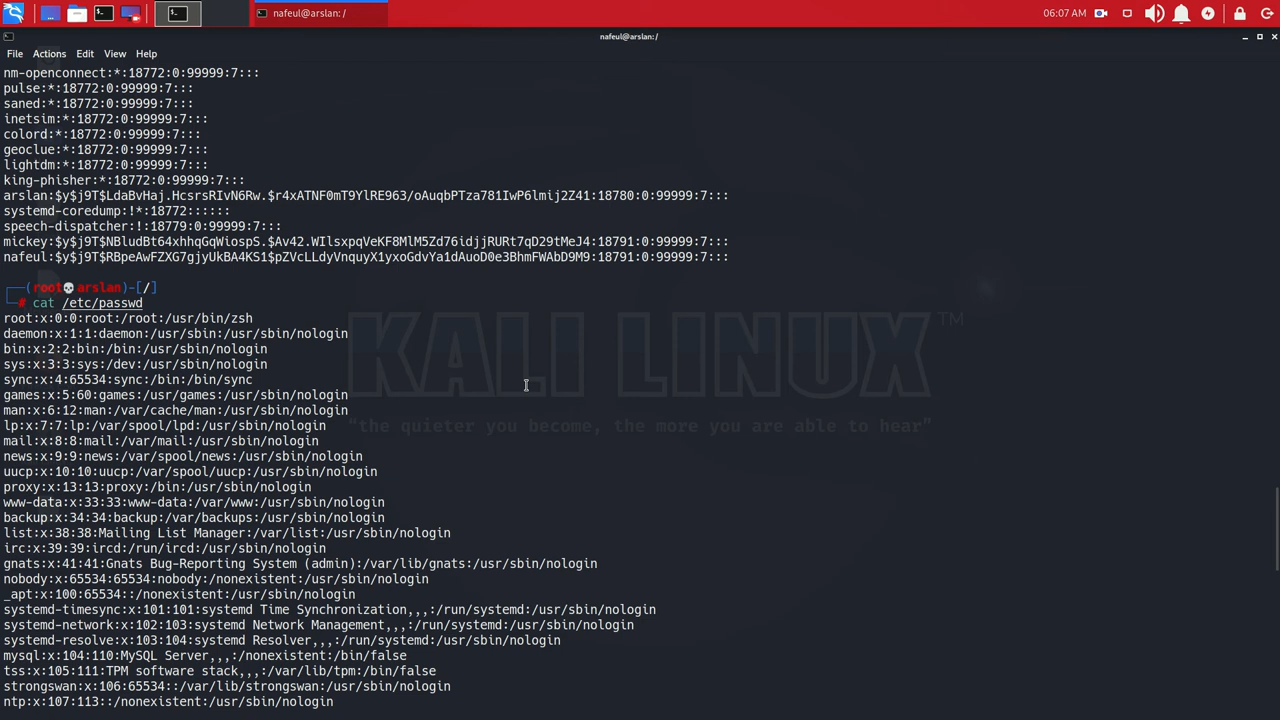 nafeul@arslan: /
06:07 AM
nafeul@arslan:/
File Actions Edit View Help
nm-openconnect:*:18772:0:99999:7:::
pulse:*:18772:0:99999:7:::
saned:*:18772:0:99999:7:::
inetsim:*:18772:0:99999:7:::
colord:*:18772:0:99999:7:::
geoclue:*:18772:0:99999:7:::
lightdm:*:18772:0:99999:7:::
king-phisher:*:18772:0:99999:7:::
arslan:$y$j9T$LdaBvHaj.HcsrsRIvN6Rw.$r4xATNF0mT9YlRE963/oAuqbPTza781IwP6lmij2Z41:18780:0:99999:7:::
systemd-coredump:!*:18772::::::
speech-dispatcher:!:18779:0:99999:7:::
mickey:$y$j9T$NBludBt64xhhqGqWiospS.$Av42.WIlsxpqVeKF8MlM5Zd76idjjRURt7qD29tMeJ4:18791:0:99999:7:::
nafeul:$y$j9T$RBpeAwFZXG7gjyUkBA4KS1$pZVcLLdyVnquyX1yxoGdvYa1dAuoD0e3BhmFWAbD9M9:18791:0:99999:7:::
(root💀arslan)-[/]
# cat /etc/passwd
root:x:0:0:root:/root:/usr/bin/zsh
daemon:x:1:1:daemon:/usr/sbin:/usr/sbin/nologin
bin:x:2:2:bin:/bin:/usr/sbin/nologin
sys:x:3:3:sys:/dev:/usr/sbin/nologin
sync:x:4:65534:sync:/bin:/bin/sync
games:x:5:60:games:/usr/games:/usr/sbin/nologin
man:x:6:12:man:/var/cache/man:/usr/sbin/nologin
lp:x:7:7:lp:/var/spool/lpd:/usr/sbin/nologin
mail:x:8:8:mail:/var/mail:/usr/sbin/nologin
news:x:9:9:news:/var/spool/news:/usr/sbin/nologin
uucp:x:10:10:uucp:/var/spool/uucp:/usr/sbin/nologin
proxy:x:13:13:proxy:/bin:/usr/sbin/nologin
www-data:x:33:33:www-data:/var/www:/usr/sbin/nologin
backup:x:34:34:backup:/var/backups:/usr/sbin/nologin
list:x:38:38:Mailing List Manager:/var/list:/usr/sbin/nologin
irc:x:39:39:ircd:/run/ircd:/usr/sbin/nologin
gnats:x:41:41:Gnats Bug-Reporting System (admin):/var/lib/gnats:/usr/sbin/nologin
nobody:x:65534:65534:nobody:/nonexistent:/usr/sbin/nologin
_apt:x:100:65534::/nonexistent:/usr/sbin/nologin
systemd-timesync:x:101:101:systemd Time Synchronization,,,:/run/systemd:/usr/sbin/nologin
systemd-network:x:102:103:systemd Network Management,,,:/run/systemd:/usr/sbin/nologin
systemd-resolve:x:103:104:systemd Resolver,,,:/run/systemd:/usr/sbin/nologin
mysql:x:104:110:MySQL Server,,,:/nonexistent:/bin/false
tss:x:105:111:TPM software stack,,,:/var/lib/tpm:/bin/false
strongswan:x:106:65534::/var/lib/strongswan:/usr/sbin/nologin
ntp:x:107:113::/nonexistent:/usr/sbin/nologin
KALI LINUX™
"the quieter you become, the more you are able to hear"